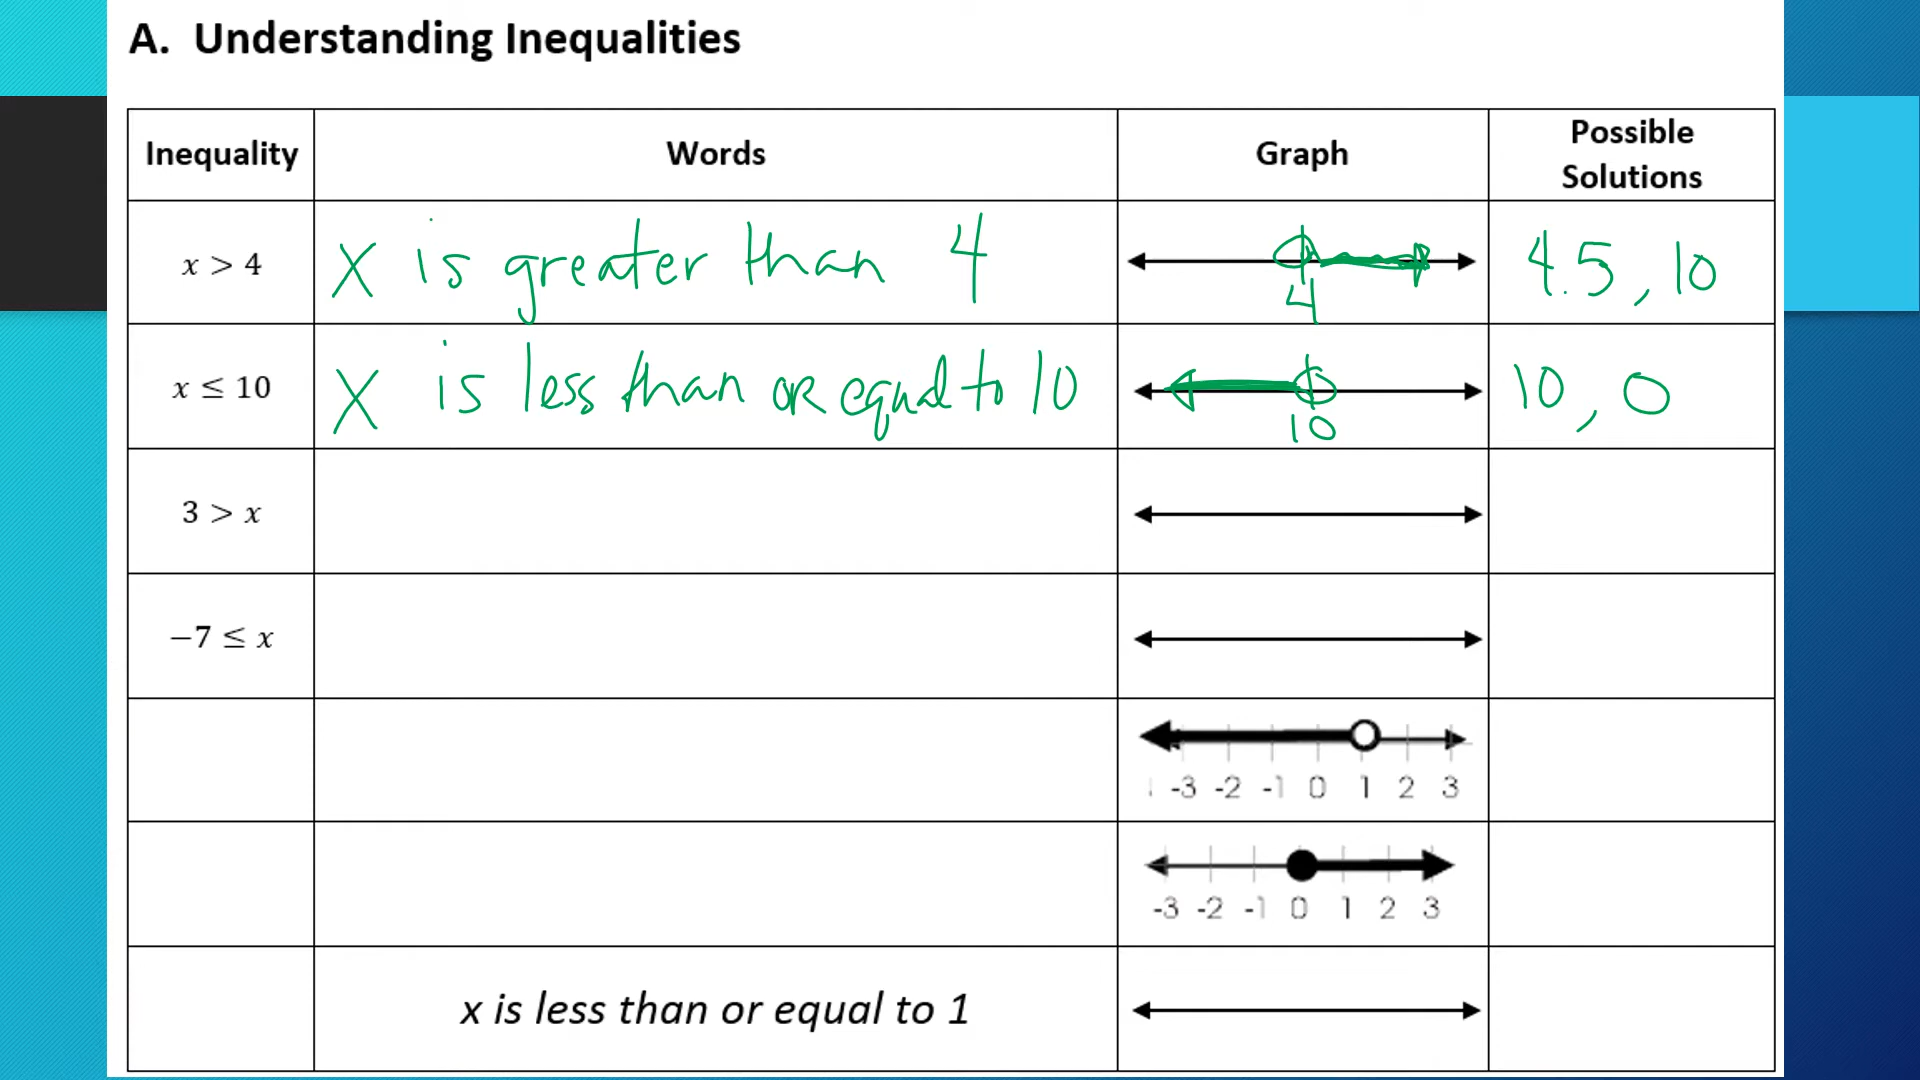 A. Understanding Inequalities
Inequality Words Graph Possible Solutions
x > 4 X is greater than 4 4 4.5, 10
x ≤ 10 X is less than or equal to 10 10 10, 0
3 > x
−7 ≤ x
-3 -2 -1 0 1 2 3
-3 -2 -1 0 1 2 3
x is less than or equal to 1